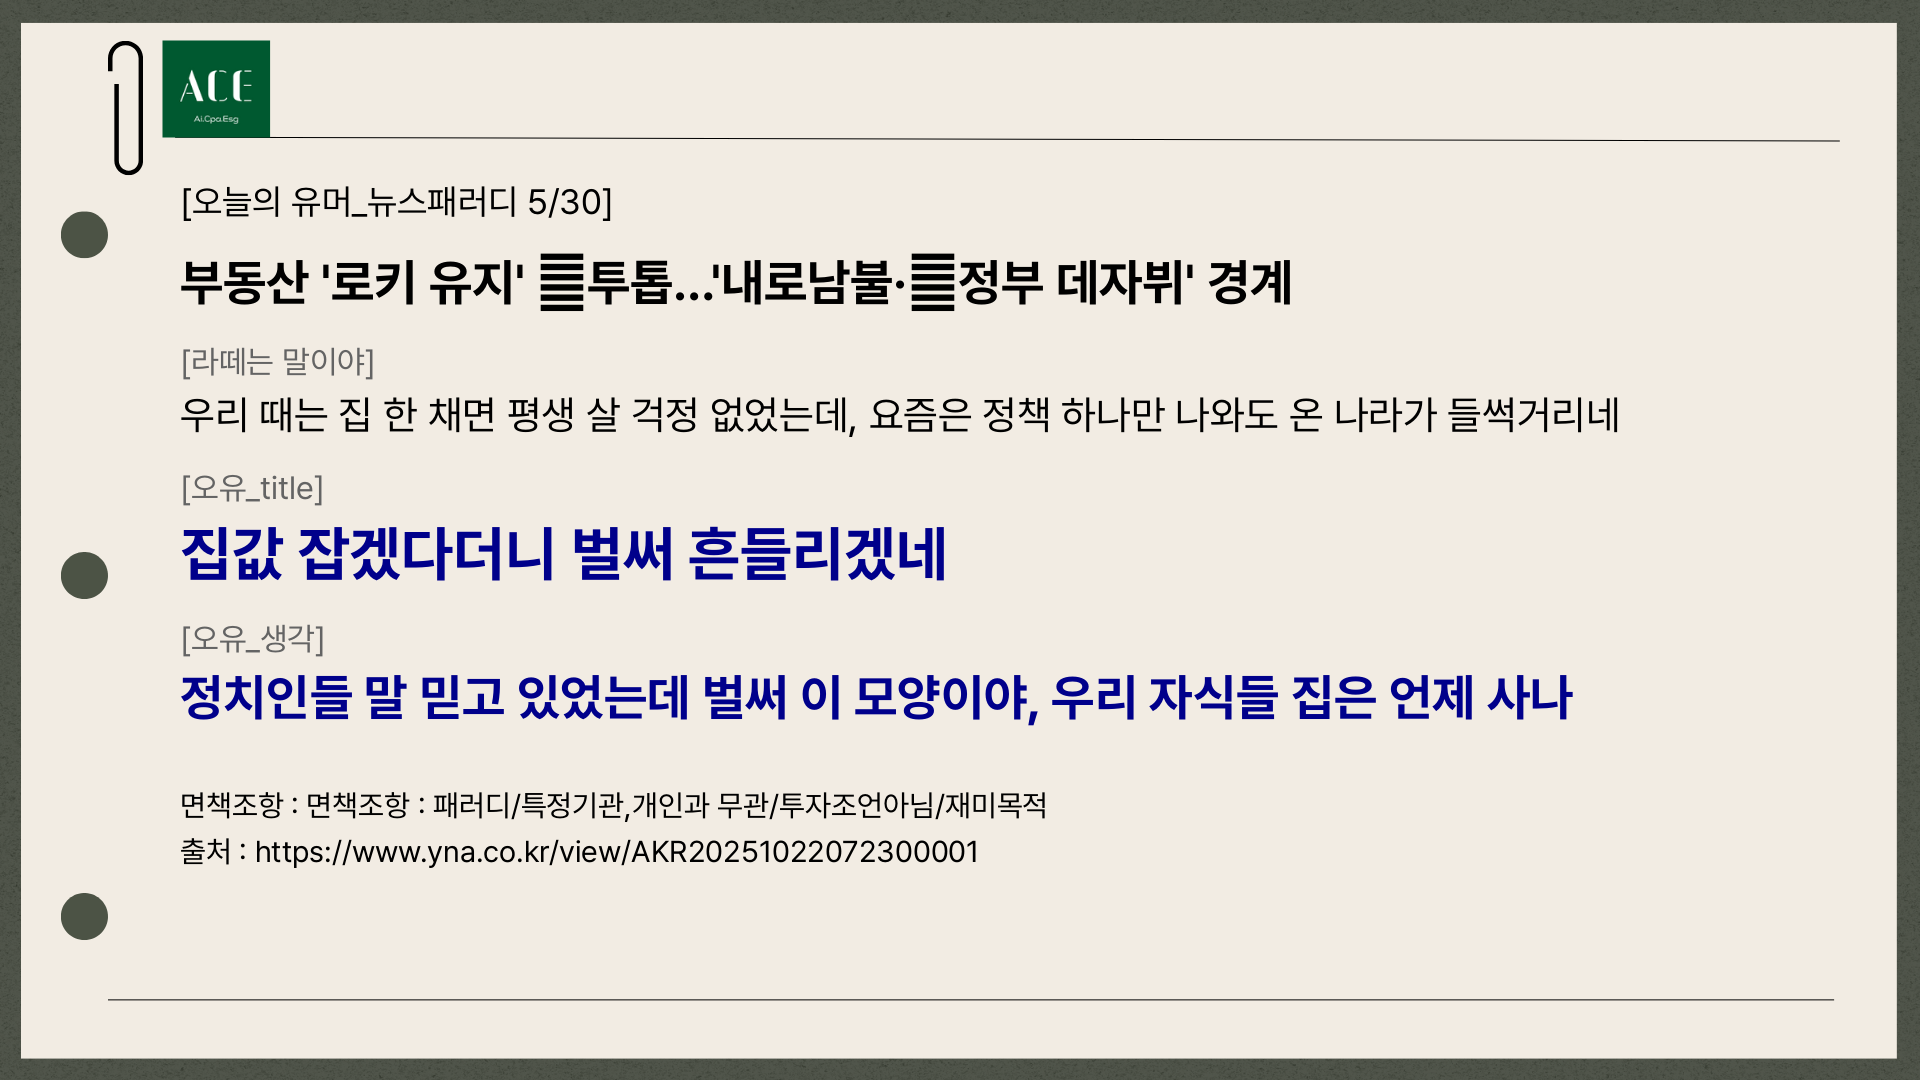 ACE
Ai.Cpa.Esg
[오늘의 유머_뉴스패러디 5/30]
부동산 '로키 유지' 투톱...'내로남불·정부 데자뷔' 경계
[라떼는 말이야]
우리 때는 집 한 채면 평생 살 걱정 없었는데, 요즘은 정책 하나만 나와도 온 나라가 들썩거리네
[오유_title]
집값 잡겠다더니 벌써 흔들리겠네
[오유_생각]
정치인들 말 믿고 있었는데 벌써 이 모양이야, 우리 자식들 집은 언제 사나
면책조항 : 면책조항 : 패러디/특정기관,개인과 무관/투자조언아님/재미목적
출처 : https://www.yna.co.kr/view/AKR20251022072300001